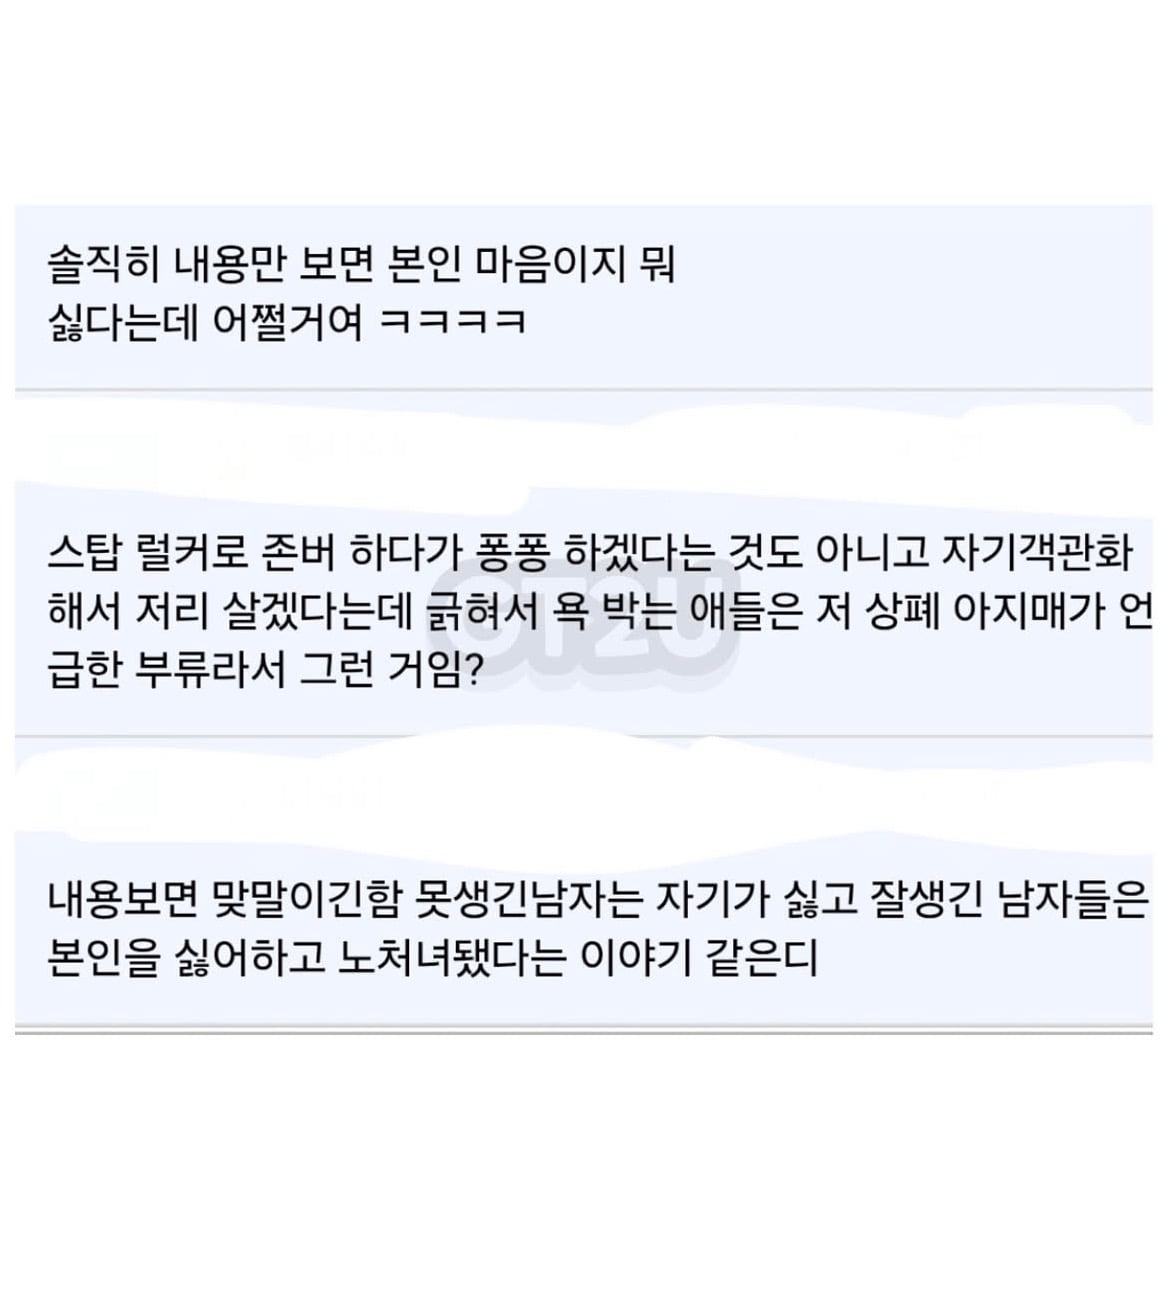 솔직히 내용만 보면 본인 마음이지 뭐
싫다는데 어쩔거여 ㅋㅋㅋㅋ
스탑 럴커로 존버 하다가 퐁퐁 하겠다는 것도 아니고 자기객관화
해서 저리 살겠다는데 긁혀서 욕 박는 애들은 저 상폐 아지매가 언
급한 부류라서 그런 거임?
OT2U
내용보면 맞말이긴함 못생긴남자는 자기가 싫고 잘생긴 남자들은
본인을 싫어하고 노처녀됐다는 이야기 같은디